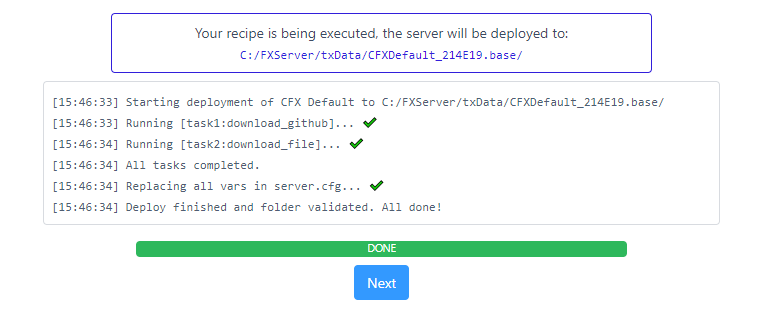 Your recipe is being executed, the server will be deployed to:
C:/FXServer/txData/CFXDefault_214E19.base/
[15:46:33] Starting deployment of CFX Default to C:/FXServer/txData/CFXDefault_214E19.base/
[15:46:33] Running [task1:download_github]... ✔
[15:46:34] Running [task2:download_file]... ✔
[15:46:34] All tasks completed.
[15:46:34] Replacing all vars in server.cfg... ✔
[15:46:34] Deploy finished and folder validated. All done!
DONE
Next